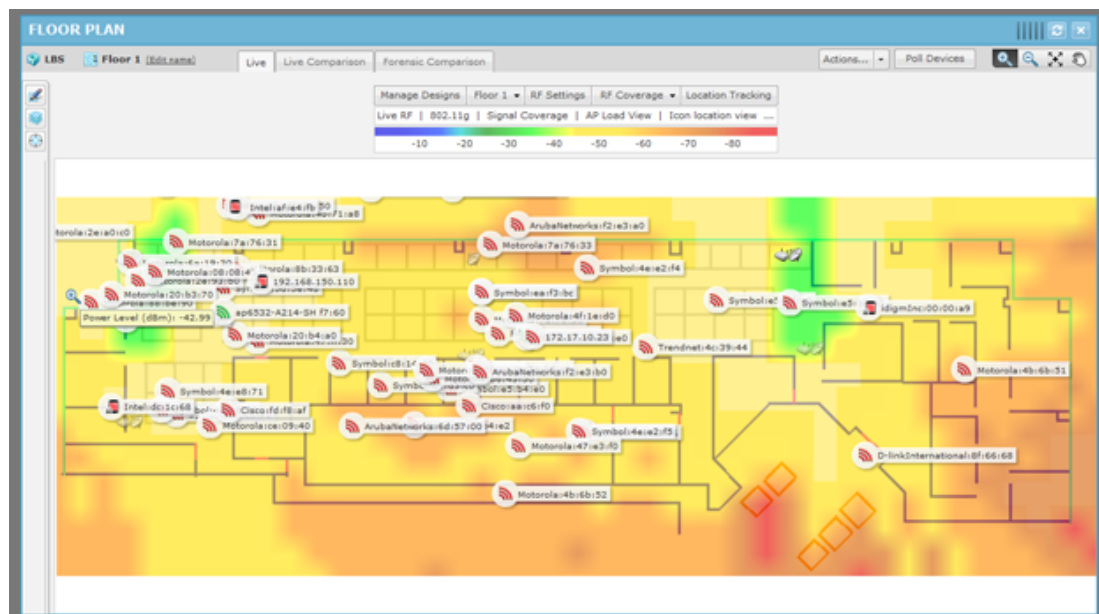 FLOOR PLAN
LBS Floor 1 [Edit name] Live Live Comparison Forensic Comparison Actions... Poll Devices
Manage Designs Floor 1 RF Settings RF Coverage Location Tracking
Live RF | 802.11g | Signal Coverage | AP Load View | Icon location view ...
-10 -20 -30 -40 -50 -60 -70 -80
Intel:af:e4:fb
ArubaNetworks:f2:e3:a0
Motorola:7a:76:31
Motorola:7a:76:33
Symbol:4e:e2:f4
192.168.150.110
Motorola:20:b3:70
Symbol:ea:f3:bc
Power Level (dBm): -42.99
ap6532-A214-SH f7:60
Motorola:4f:1e:d0
Motorola:20:b4:a0
172.17.10.23
Trendnet:4c:39:44
ArubaNetworks:f2:e3:b0
Motorola:4b:6b:51
Symbol:4e:e8:71
Intel:dc:1c:68
Cisco:fd:f8:af
Cisco:aa:c6:f0
Motorola:ce:09:40
ArubaNetworks:6d:57:00
Symbol:4e:e2:f5
Motorola:47:e3:f0
D-linkInternational:8f:66:68
Motorola:4b:6b:52